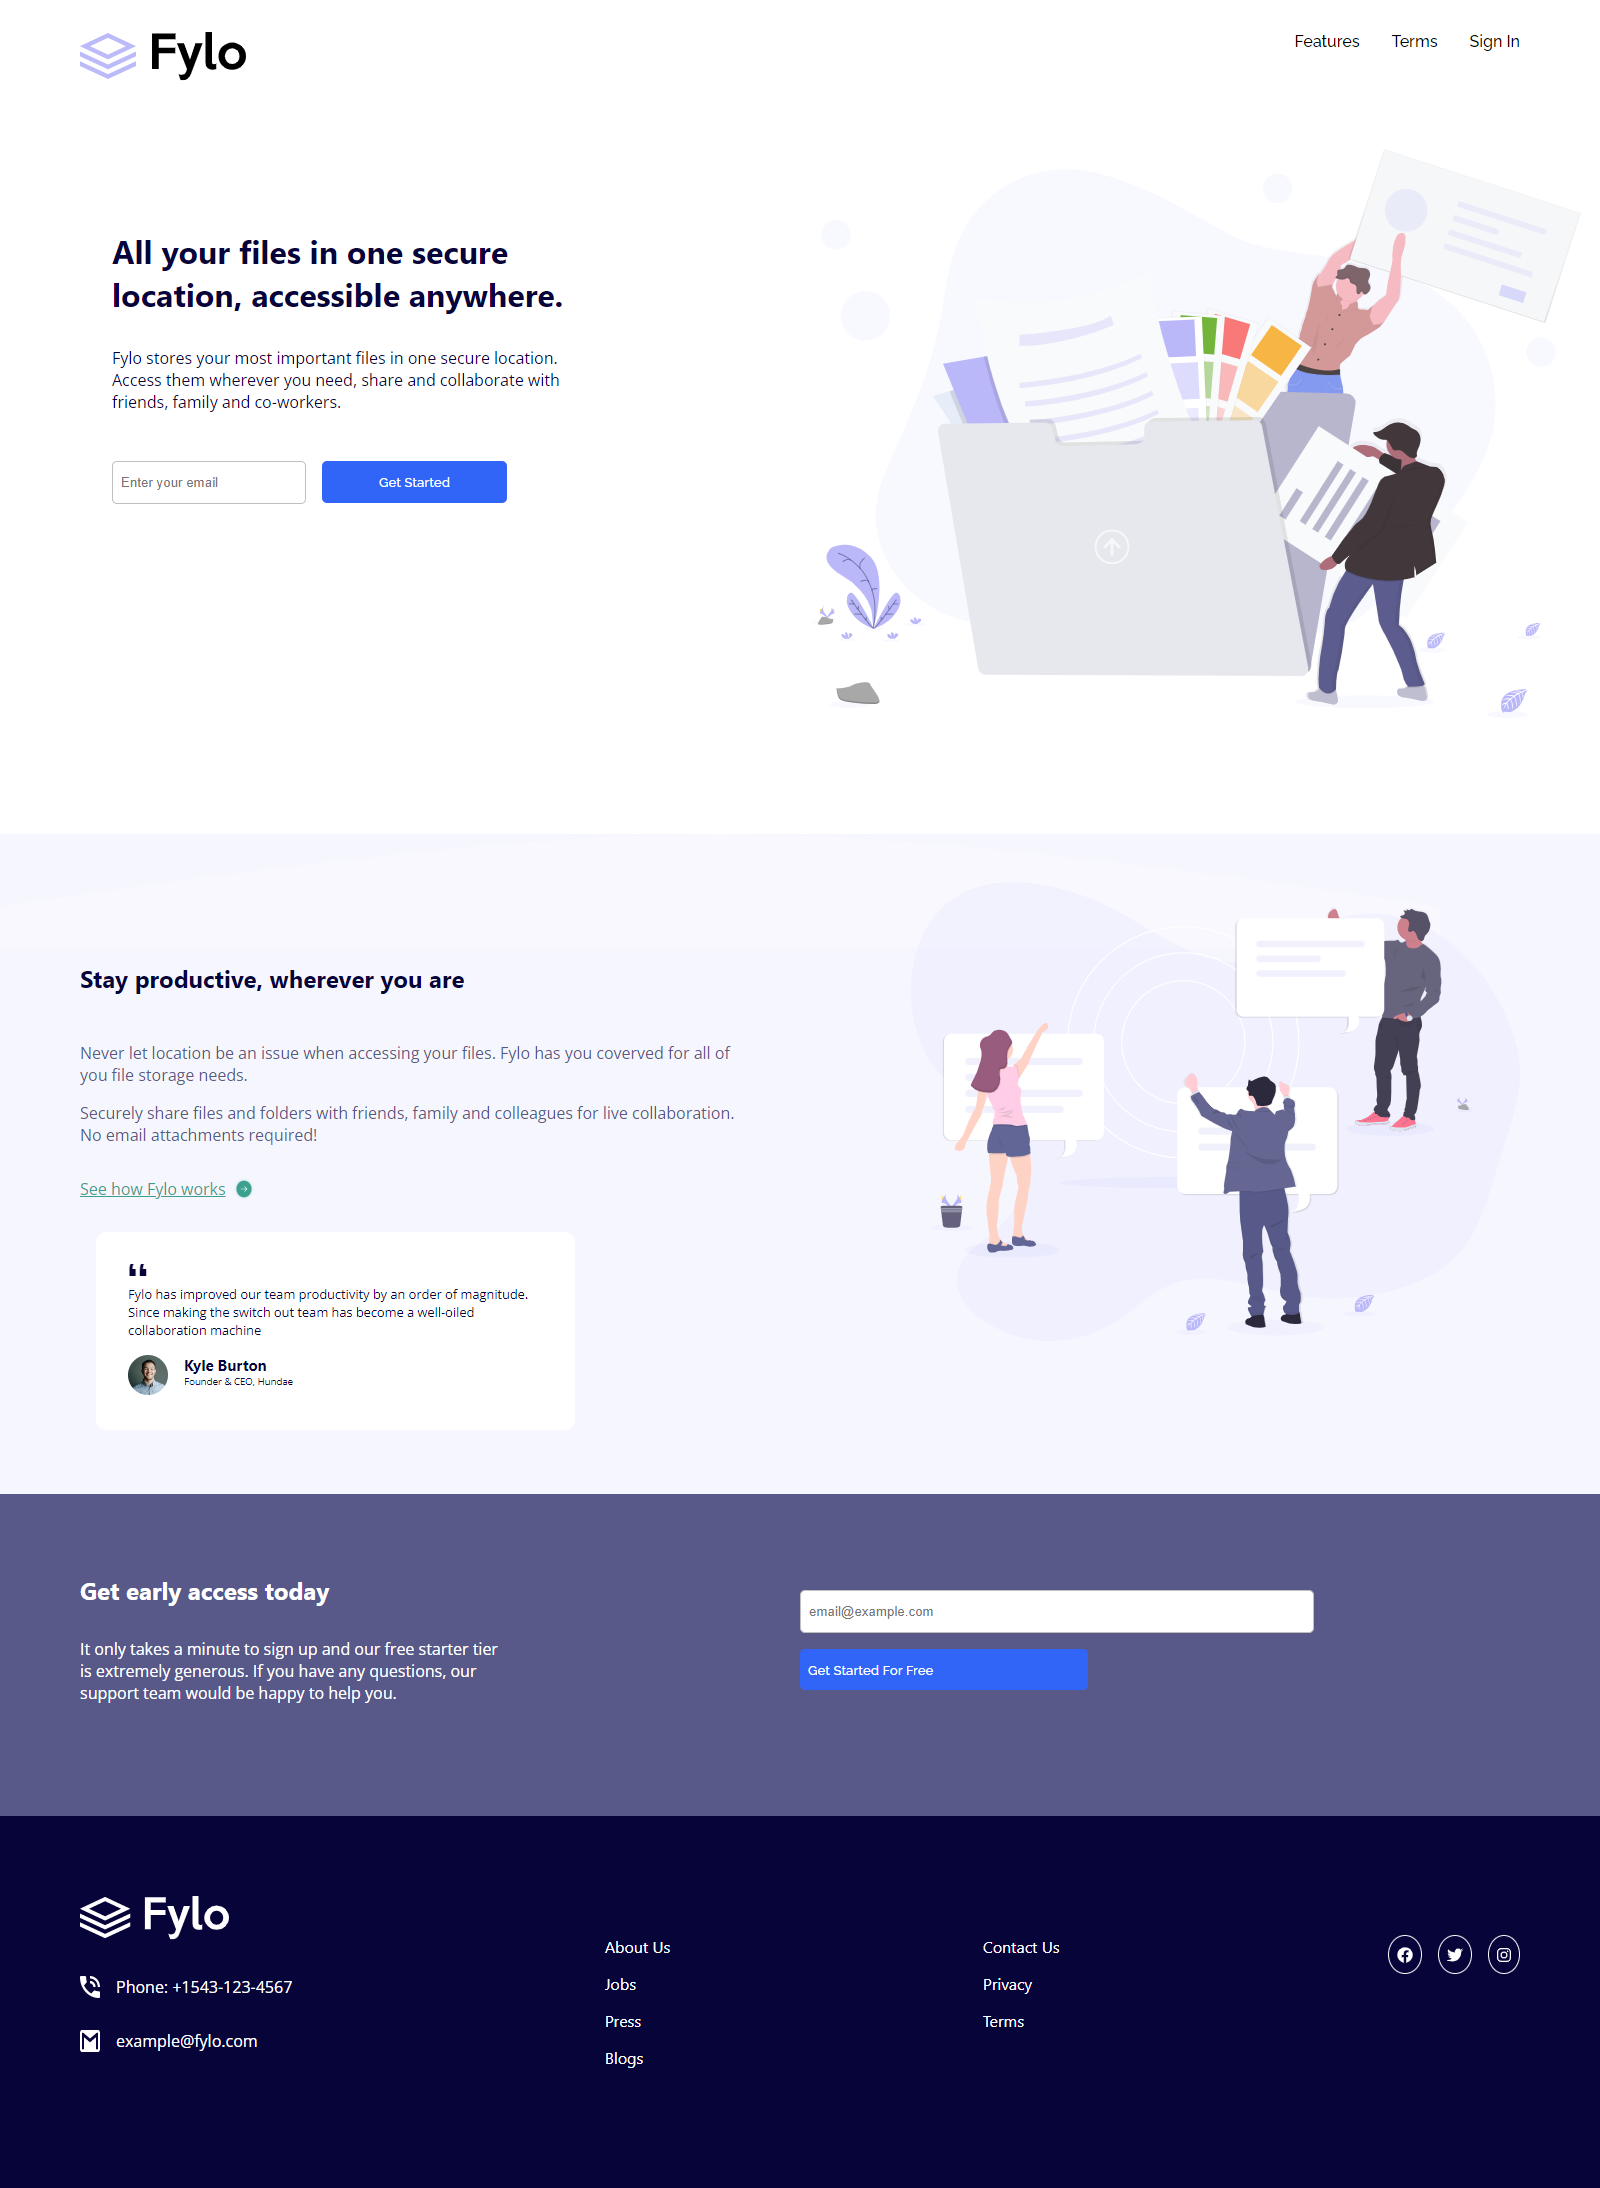 Fylo
Features
Terms
Sign In
All your files in one secure
location, accessible anywhere.
Fylo stores your most important files in one secure location.
Access them wherever you need, share and collaborate with
friends, family and co-workers.
Enter your email
Get Started
Stay productive, wherever you are
Never let location be an issue when accessing your files. Fylo has you coverved for all of
you file storage needs.
Securely share files and folders with friends, family and colleagues for live collaboration.
No email attachments required!
See how Fylo works
Fylo has improved our team productivity by an order of magnitude.
Since making the switch out team has become a well-oiled
collaboration machine
Kyle Burton
Founder & CEO, Hundae
Get early access today
It only takes a minute to sign up and our free starter tier
is extremely generous. If you have any questions, our
support team would be happy to help you.
email@example.com
Get Started For Free
Fylo
Phone: +1543-123-4567
example@fylo.com
About Us
Jobs
Press
Blogs
Contact Us
Privacy
Terms